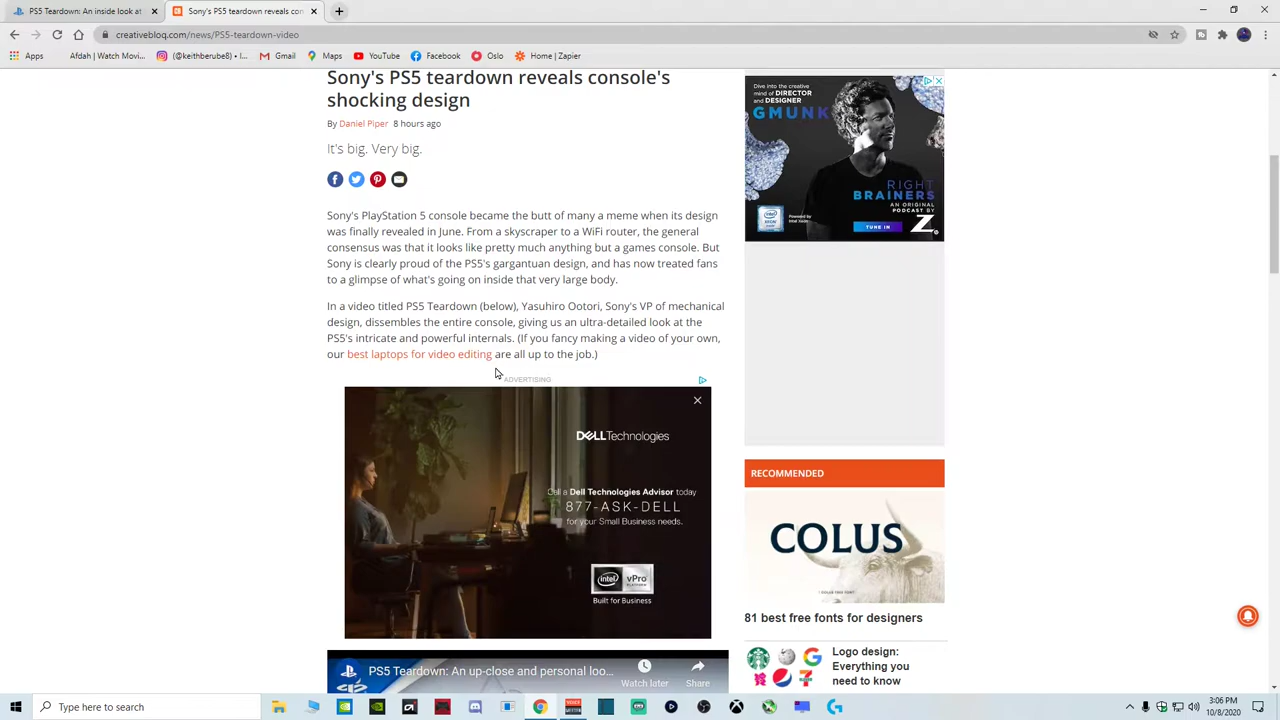 PS5 Teardown: An inside look at
Sony's PS5 teardown reveals con
creativebloq.com/news/PS5-teardown-video
Apps
Afdah | Watch Movi...
(@keithberube8) • I...
Gmail
Maps
YouTube
Facebook
Oslo
Home | Zapier
Sony's PS5 teardown reveals console's
shocking design
By Daniel Piper 8 hours ago
It's big. Very big.
Sony's PlayStation 5 console became the butt of many a meme when its design
was finally revealed in June. From a skyscraper to a WiFi router, the general
consensus was that it looks like pretty much anything but a games console. But
Sony is clearly proud of the PS5's gargantuan design, and has now treated fans
to a glimpse of what's going on inside that very large body.
In a video titled PS5 Teardown (below), Yasuhiro Ootori, Sony's VP of mechanical
design, dissembles the entire console, giving us an ultra-detailed look at the
PS5's intricate and powerful internals. (If you fancy making a video of your own,
our best laptops for video editing are all up to the job.)
ADVERTISING
DELLTechnologies
Call a Dell Technologies Advisor today
877-ASK-DELL
for your Small Business needs.
intel vPro
PLATFORM
Built for Business
PS5 Teardown: An up-close and personal loo...
Watch later
Share
Dive into the creative
mind of DIRECTOR
and DESIGNER
GMUNK
RIGHT
BRAINERS
AN ORIGINAL
PODCAST BY
Z
TUNE IN
RECOMMENDED
COLUS
81 best free fonts for designers
Logo design:
Everything you
need to know
Type here to search
3:06 PM
10/8/2020